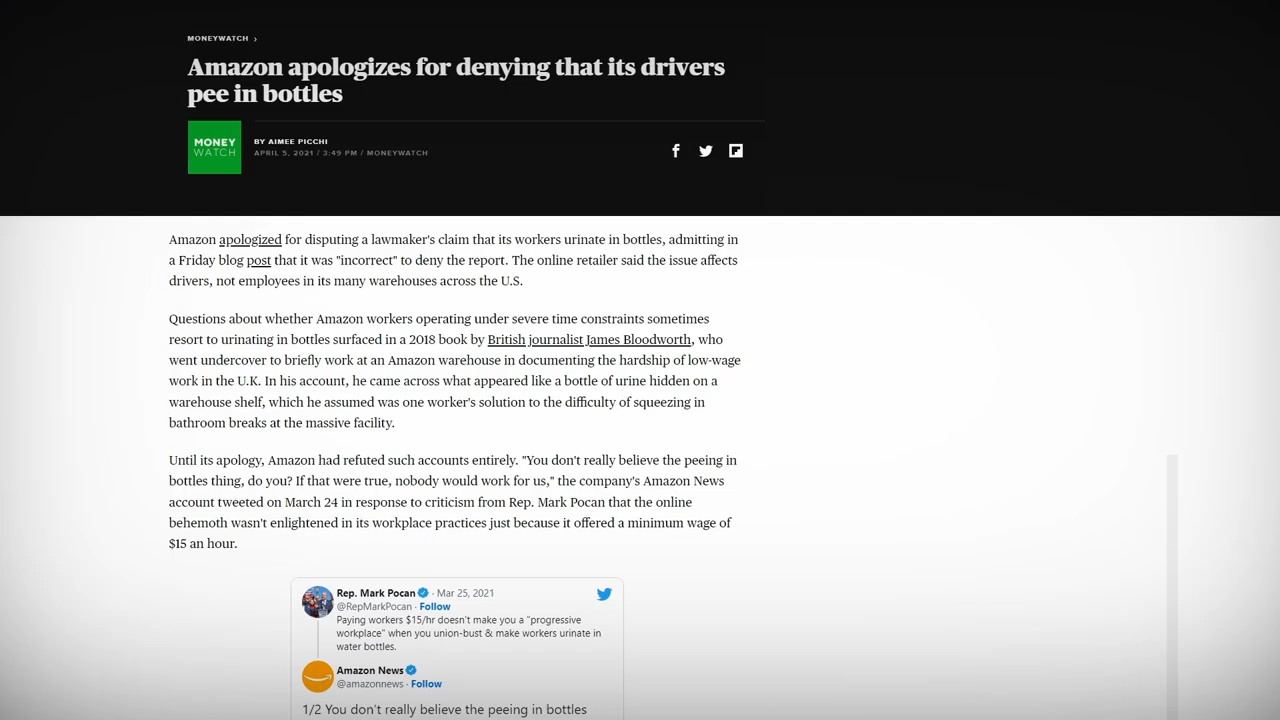 MONEYWATCH ›
Amazon apologizes for denying that its drivers
pee in bottles
MONEY
WATCH
BY AIMEE PICCHI
APRIL 5, 2021 / 3:49 PM / MONEYWATCH
Amazon apologized for disputing a lawmaker's claim that its workers urinate in bottles, admitting in
a Friday blog post that it was "incorrect" to deny the report. The online retailer said the issue affects
drivers, not employees in its many warehouses across the U.S.
Questions about whether Amazon workers operating under severe time constraints sometimes
resort to urinating in bottles surfaced in a 2018 book by British journalist James Bloodworth, who
went undercover to briefly work at an Amazon warehouse in documenting the hardship of low-wage
work in the U.K. In his account, he came across what appeared like a bottle of urine hidden on a
warehouse shelf, which he assumed was one worker's solution to the difficulty of squeezing in
bathroom breaks at the massive facility.
Until its apology, Amazon had refuted such accounts entirely. "You don't really believe the peeing in
bottles thing, do you? If that were true, nobody would work for us," the company's Amazon News
account tweeted on March 24 in response to criticism from Rep. Mark Pocan that the online
behemoth wasn't enlightened in its workplace practices just because it offered a minimum wage of
$15 an hour.
Rep. Mark Pocan · Mar 25, 2021
@RepMarkPocan · Follow
Paying workers $15/hr doesn't make you a "progressive
workplace" when you union-bust & make workers urinate in
water bottles.
Amazon News
@amazonnews · Follow
1/2 You don't really believe the peeing in bottles